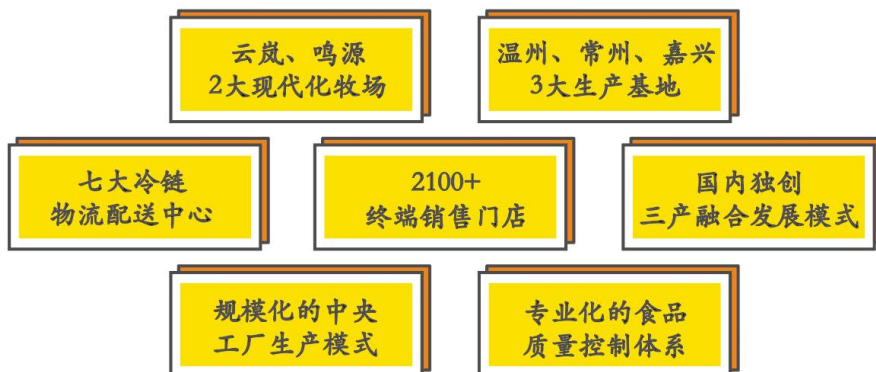 云岚、鸣源
2大现代化牧场
温州、常州、嘉兴
3大生产基地
七大冷链
物流配送中心
2100+
终端销售门店
国内独创
三产融合发展模式
规模化的中央
工厂生产模式
专业化的食品
质量控制体系